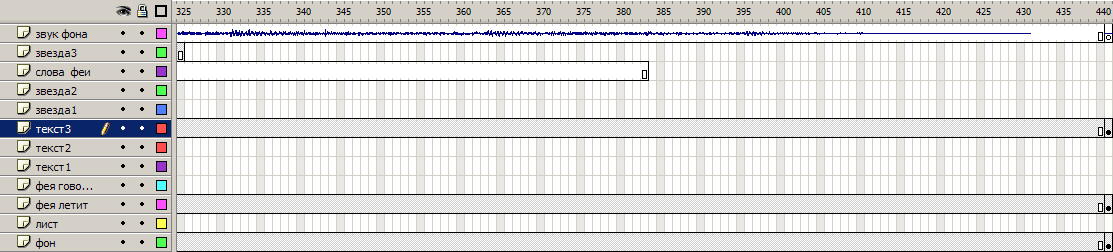 325 330 335 340 345 350 355 360 365 370 375 380 385 390 395 400 405 410 415 420 425 430 435 440
звук фона
звезда3
слова феи
звезда2
звезда1
текст3
текст2
текст1
фея гово...
фея летит
лист
фон